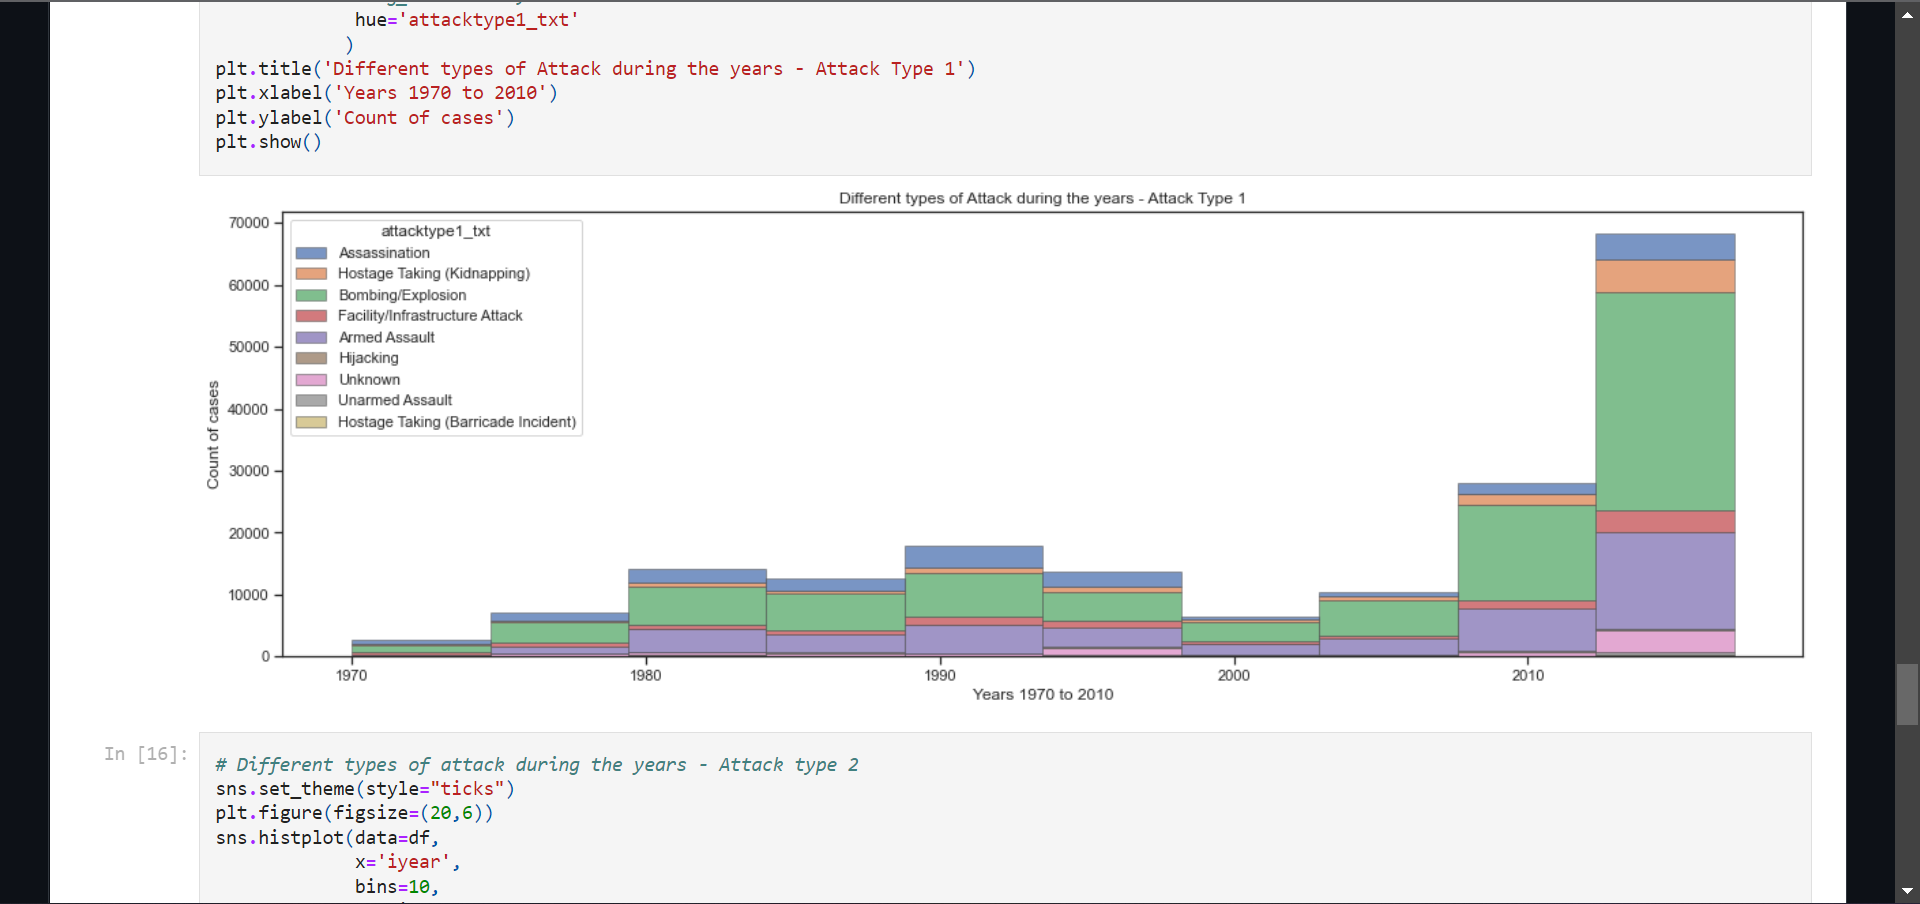 hue='attacktype1_txt'
)
plt.title('Different types of Attack during the years - Attack Type 1')
plt.xlabel('Years 1970 to 2010')
plt.ylabel('Count of cases')
plt.show()
Different types of Attack during the years - Attack Type 1
attacktype1_txt
Assassination
Hostage Taking (Kidnapping)
Bombing/Explosion
Facility/Infrastructure Attack
Armed Assault
Hijacking
Unknown
Unarmed Assault
Hostage Taking (Barricade Incident)
Count of cases
70000
60000
50000
40000
30000
20000
10000
0
1970 1980 1990 2000 2010
Years 1970 to 2010
In [16]:
# Different types of attack during the years - Attack type 2
sns.set_theme(style="ticks")
plt.figure(figsize=(20,6))
sns.histplot(data=df,
x='iyear',
bins=10,